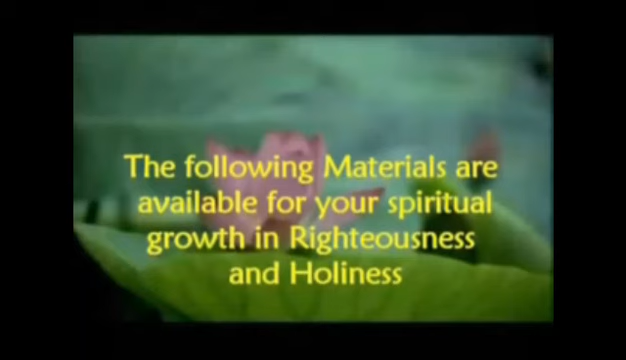 The following Materials are
available for your spiritual
growth in Righteousness
and Holiness